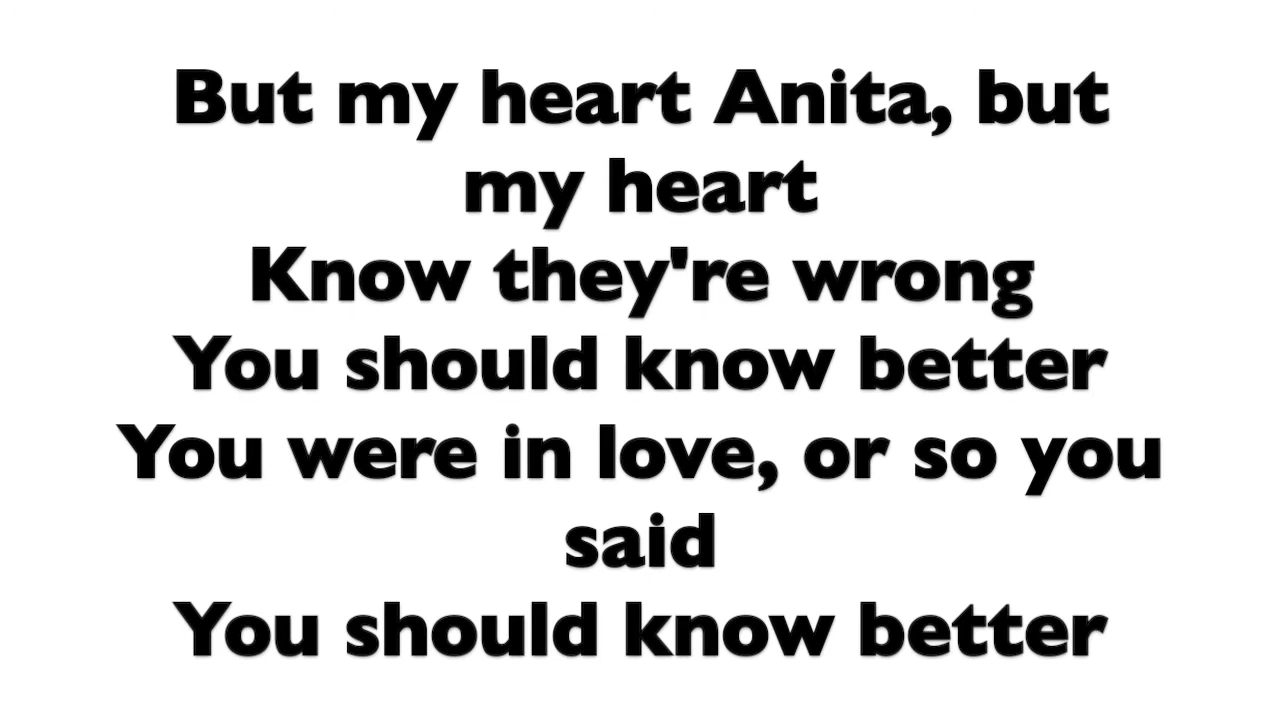 But my heart Anita, but
my heart
Know they're wrong
You should know better
You were in love, or so you
said
You should know better